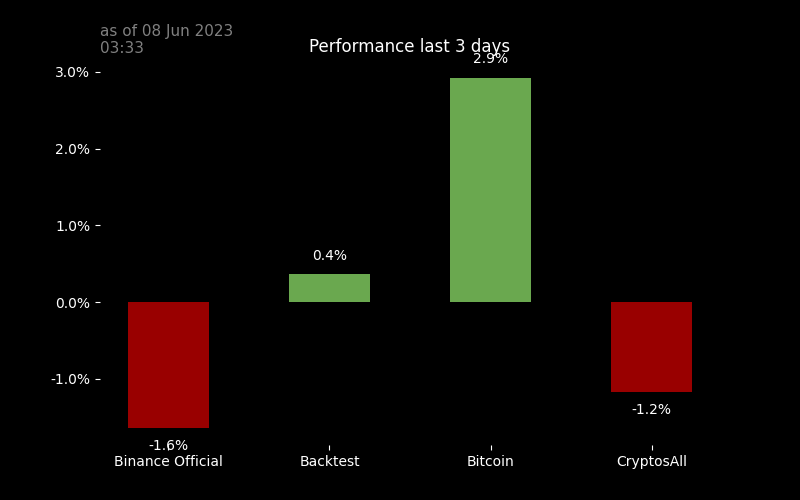 as of 08 Jun 2023
03:33
Performance last 3 days
2.9%
3.0%
2.0%
1.0%
0.4%
0.0%
-1.0%
-1.2%
-1.6%
Binance Official
Backtest
Bitcoin
CryptosAll